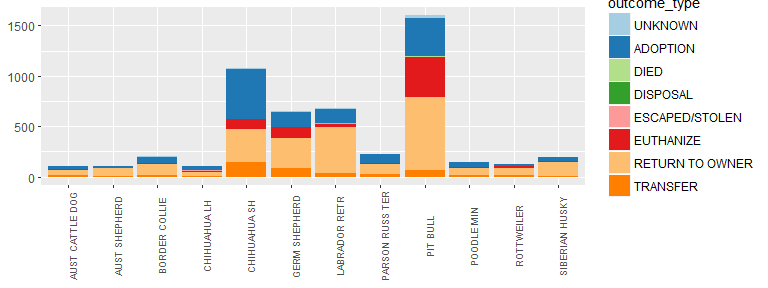 outcome_type
UNKNOWN
ADOPTION
DIED
DISPOSAL
ESCAPED/STOLEN
EUTHANIZE
RETURN TO OWNER
TRANSFER
1500
1000
500
0
AUST CATTLE DOG
AUST SHEPHERD
BORDER COLLIE
CHIHUAHUA LH
CHIHUAHUA SH
GERM SHEPHERD
LABRADOR RETR
PARSON RUSS TER
PIT BULL
POODLE MIN
ROTTWEILER
SIBERIAN HUSKY